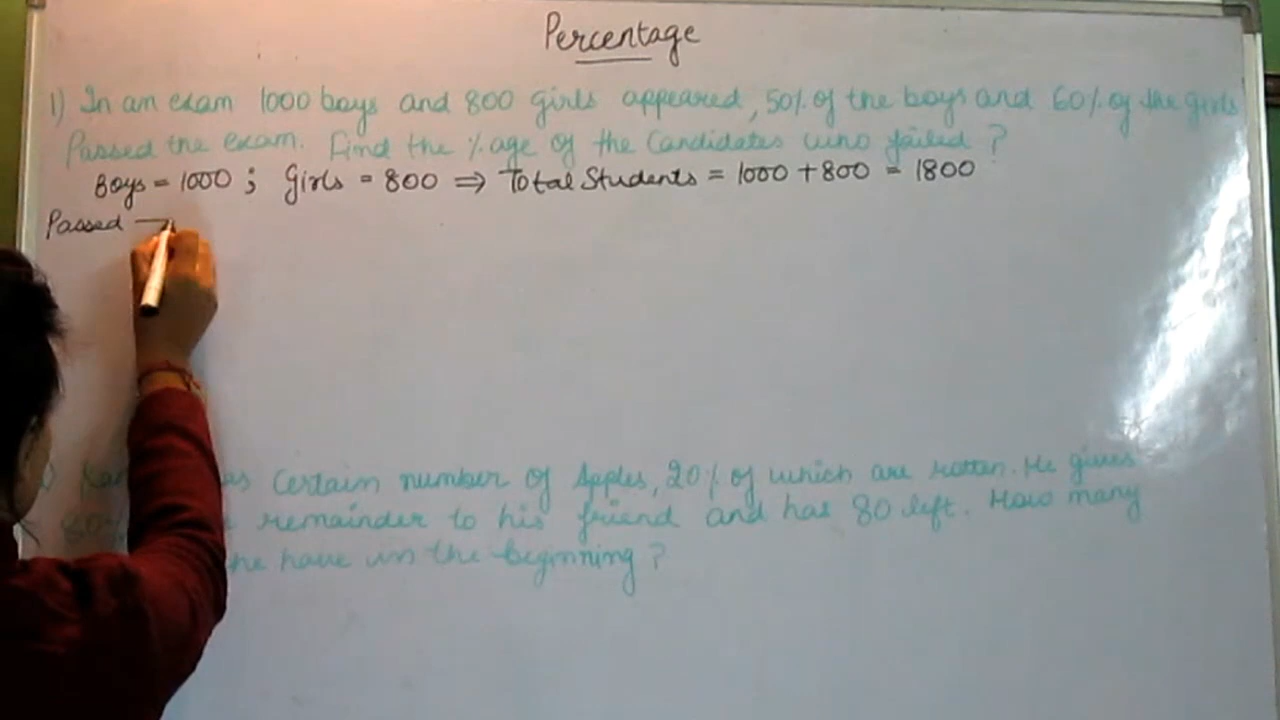 Percentage
1) In an exam 1000 boys and 800 girls appeared, 50% of the boys and 60% of the girls
Passed the exam. Find the %age of the Candidates who failed ?
Boys = 1000 ; Girls = 800 ⇒ Total Students = 1000 + 800 = 1800
Passed
Certain number of Apples, 20% of which are rotten. He gives
remainder to his friend and has 80 left. How many
he have in the beginning ?